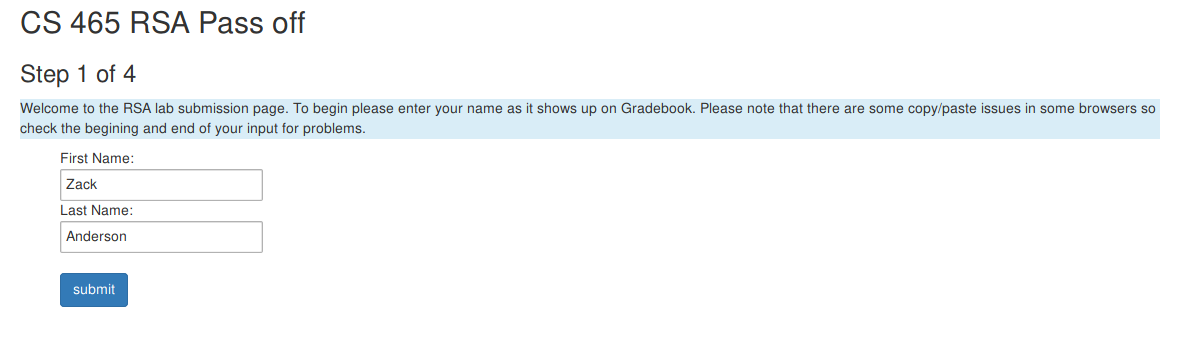 CS 465 RSA Pass off
Step 1 of 4
Welcome to the RSA lab submission page. To begin please enter your name as it shows up on Gradebook. Please note that there are some copy/paste issues in some browsers so
check the begining and end of your input for problems.
First Name:
Zack
Last Name:
Anderson
submit